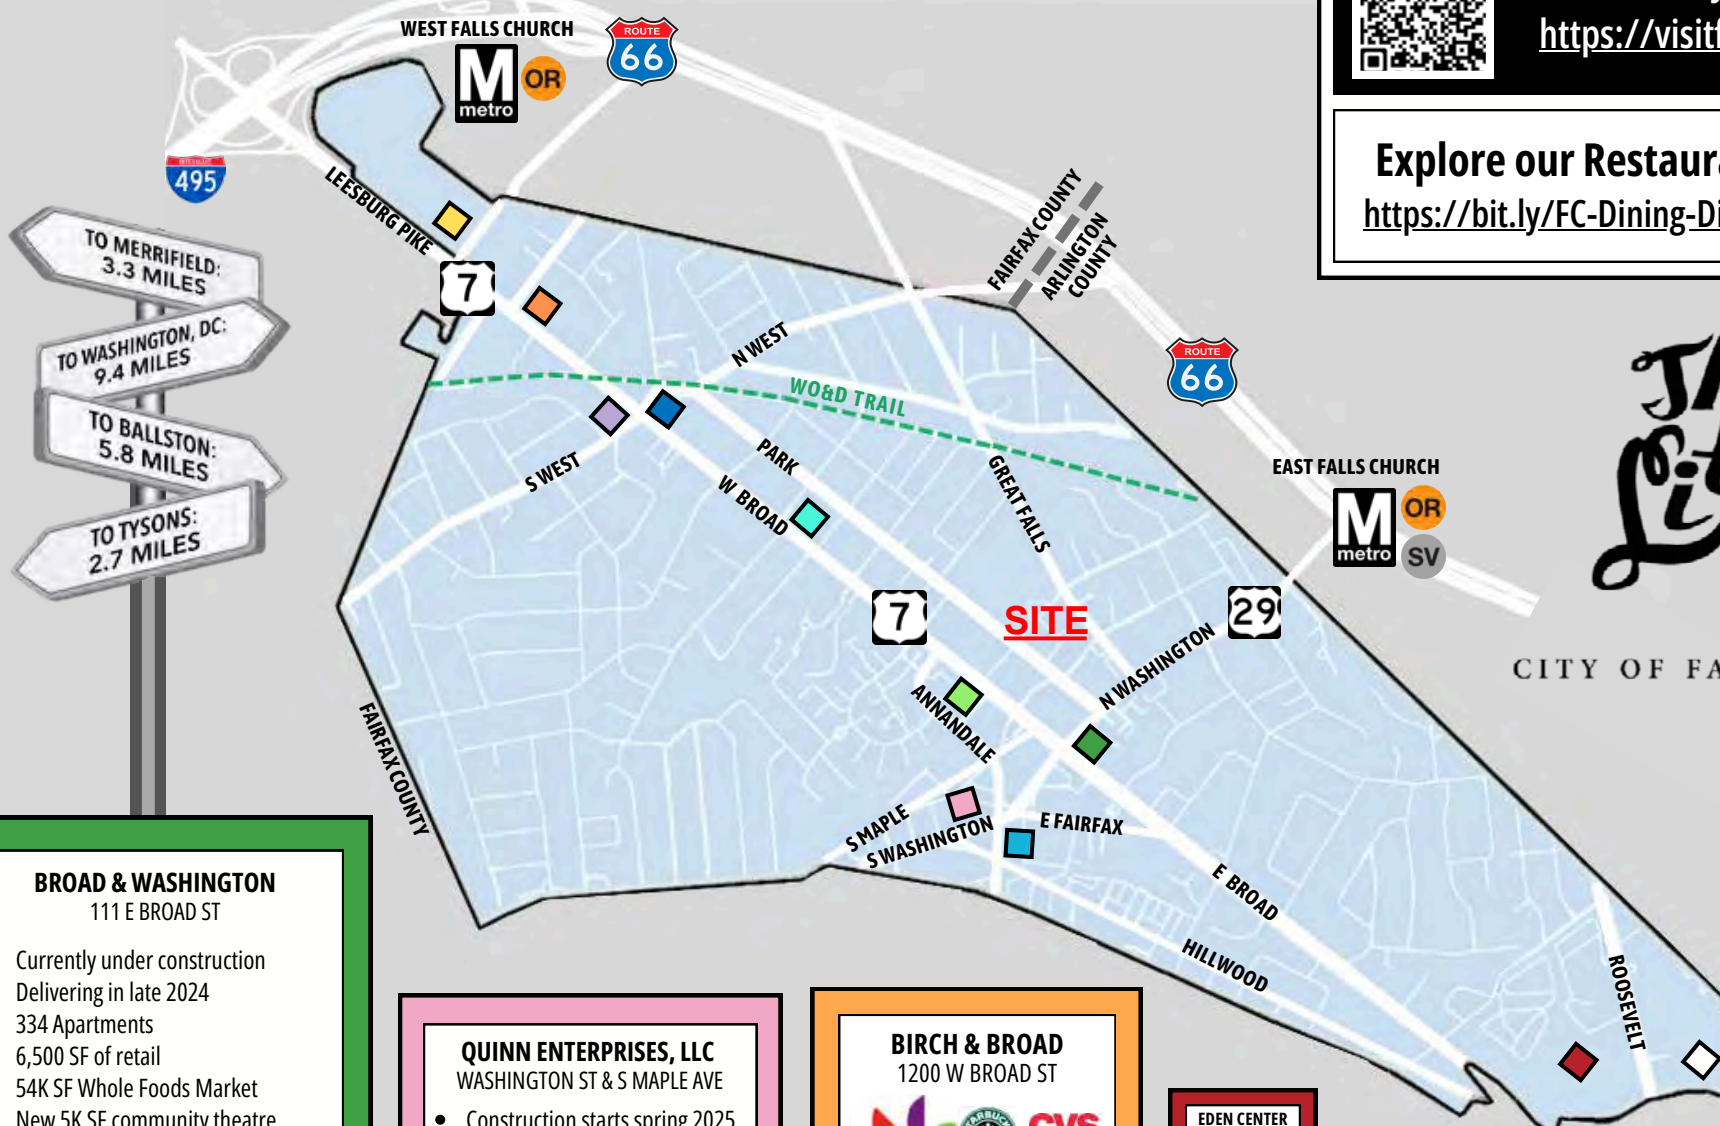 WEST FALLS CHURCH
M
metro
OR
ROUTE
66
https://visitf
Explore our Restaura
https://bit.ly/FC-Dining-Di
495
LEESBURG PIKE
7
FAIRFAX COUNTY
ARLINGTON
COUNTY
TO MERRIFIELD:
3.3 MILES
TO WASHINGTON, DC:
9.4 MILES
TO BALLSTON:
5.8 MILES
TO TYSONS:
2.7 MILES
N WEST
WO&D TRAIL
ROUTE
66
S WEST
PARK
W BROAD
GREAT FALLS
EAST FALLS CHURCH
M
metro
OR
SV
7
SITE
29
N WASHINGTON
CITY OF FA
ANNANDALE
FAIRFAX COUNTY
S MAPLE
S WASHINGTON
E FAIRFAX
E BROAD
HILLWOOD
ROOSEVELT
BROAD & WASHINGTON
111 E BROAD ST
Currently under construction
Delivering in late 2024
334 Apartments
6,500 SF of retail
54K SF Whole Foods Market
New 5K SF community theatre
QUINN ENTERPRISES, LLC
WASHINGTON ST & S MAPLE AVE
• Construction starts spring 2025
BIRCH & BROAD
1200 W BROAD ST
STARBUC
CVS
EDEN CENTER